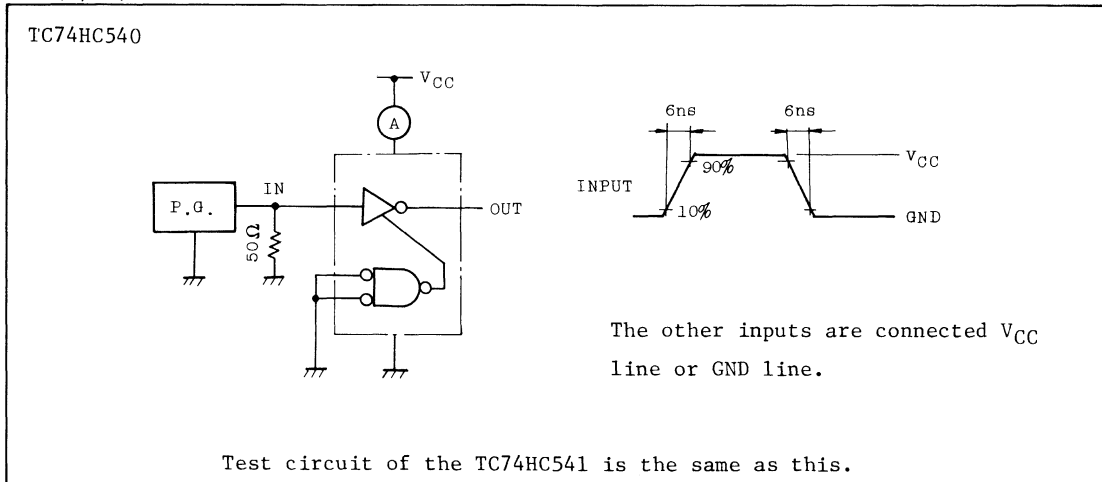 TC74HC540
V_CC
A
6ns
6ns
P.G.
IN
50Ω
OUT
INPUT
90%
10%
V_CC
GND
The other inputs are connected V_CC
line or GND line.
Test circuit of the TC74HC541 is the same as this.